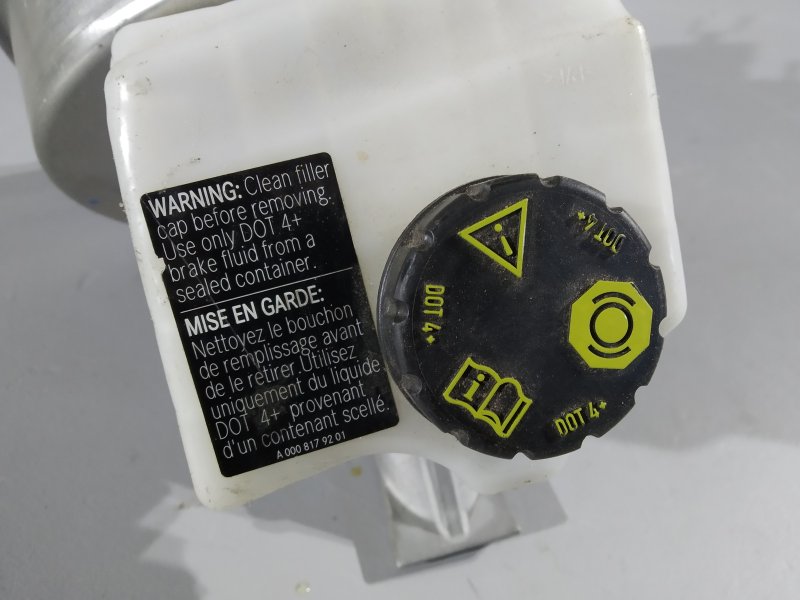 WARNING: Clean filler
cap before removing.
Use only DOT 4+
brake fluid from a
sealed container.
MISE EN GARDE:
Nettoyez le bouchon
de remplissage avant
de le retirer. Utilisez
uniquement du liquide
DOT 4+ provenant
d'un contenant scellé.
A 000 817 92 01
DOT 4+
DOT 4+
DOT 4+